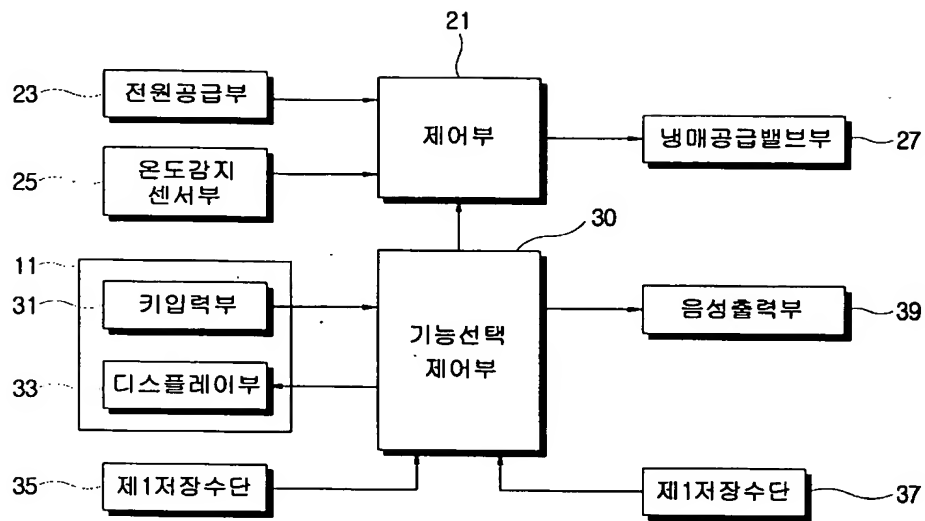 21
23
전원공급부
제어부
냉매공급밸브부
27
25
온도감지
센서부
30
11
31
키입력부
기능선택
제어부
음성출력부
39
33
디스플레이부
35
제1저장수단
제1저장수단
37